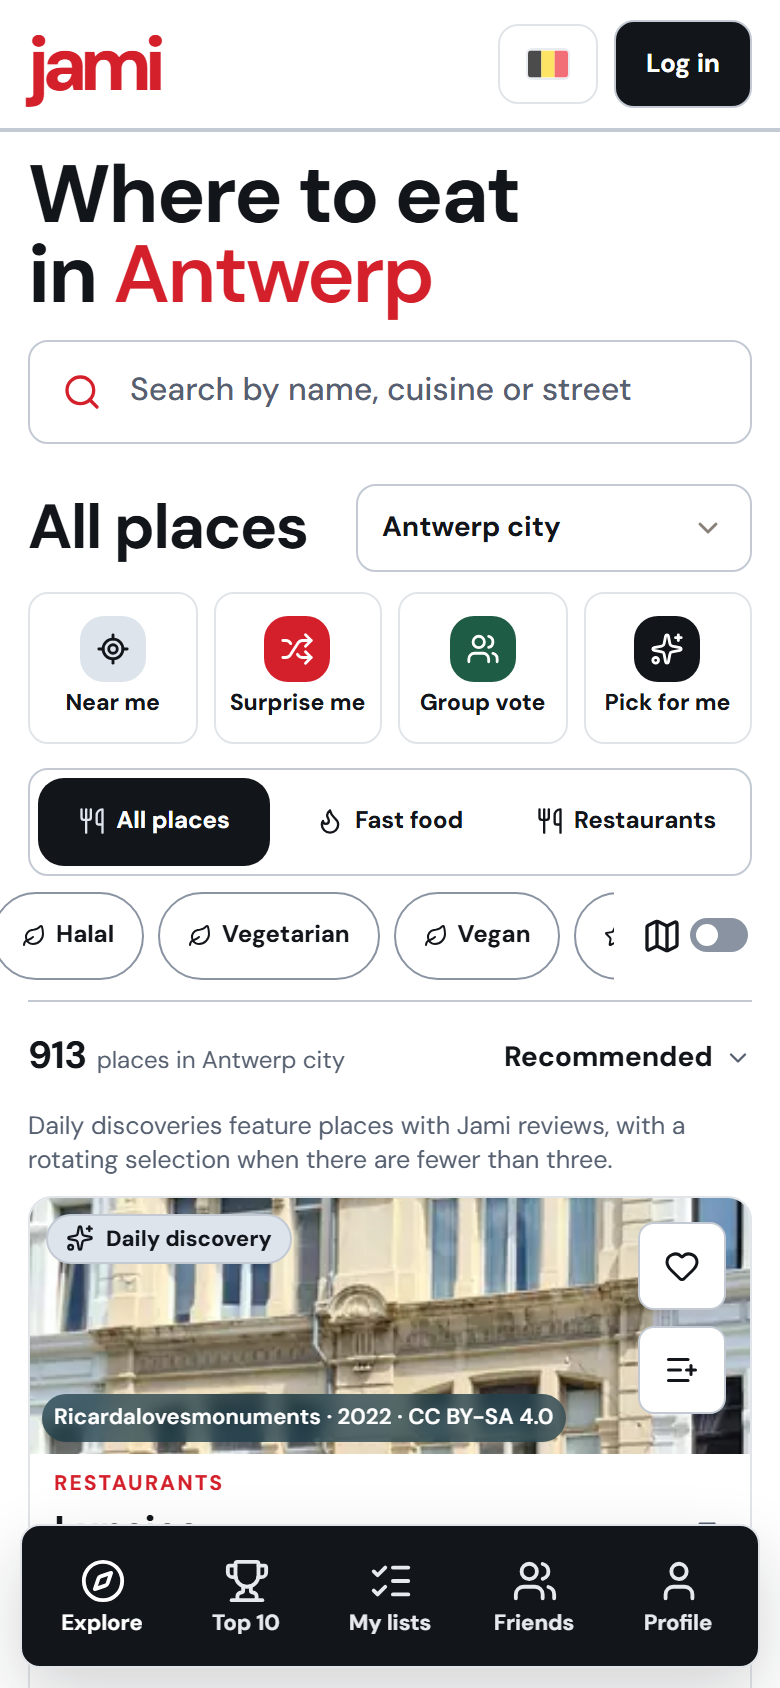 jami
Log in
Where to eat
in Antwerp
Search by name, cuisine or street
All places
Antwerp city
Near me
Surprise me
Group vote
Pick for me
All places
Fast food
Restaurants
Halal
Vegetarian
Vegan
913 places in Antwerp city
Recommended
Daily discoveries feature places with Jami reviews, with a
rotating selection when there are fewer than three.
Daily discovery
Ricardalovesmonuments · 2022 · CC BY-SA 4.0
RESTAURANTS
Explore
Top 10
My lists
Friends
Profile